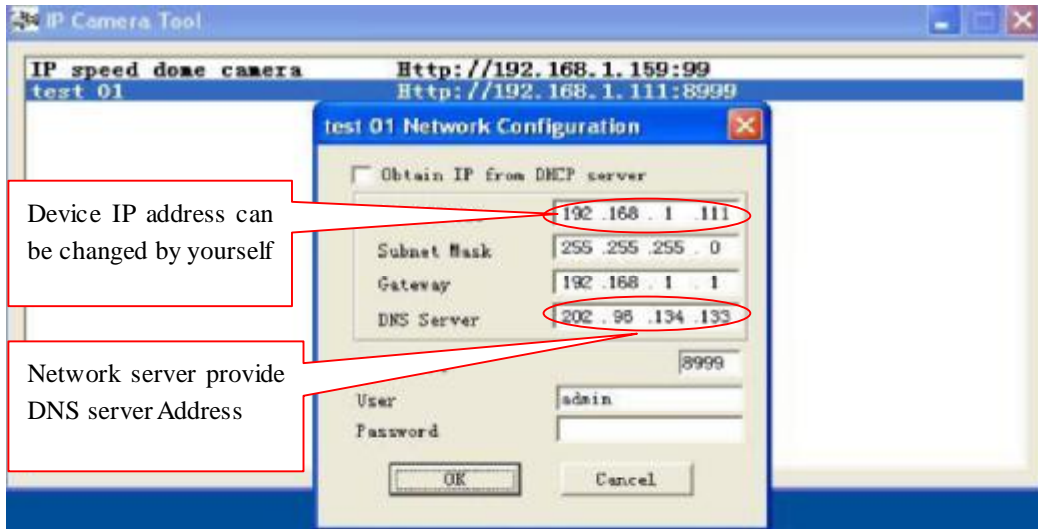 IP Camera Tool
IP speed dome camera Http://192.168.1.159:99
test 01 Http://192.168.1.111:8999
test 01 Network Configuration
Obtain IP from DHCP server
192 .168 . 1 .111
Subnet Mask 255 .255 .255 . 0
Gateway 192 .168 . 1 . 1
DNS Server 202 . 96 .134 .133
8999
User admin
Password
OK Cancel
Device IP address can
be changed by yourself
Network server provide
DNS server Address